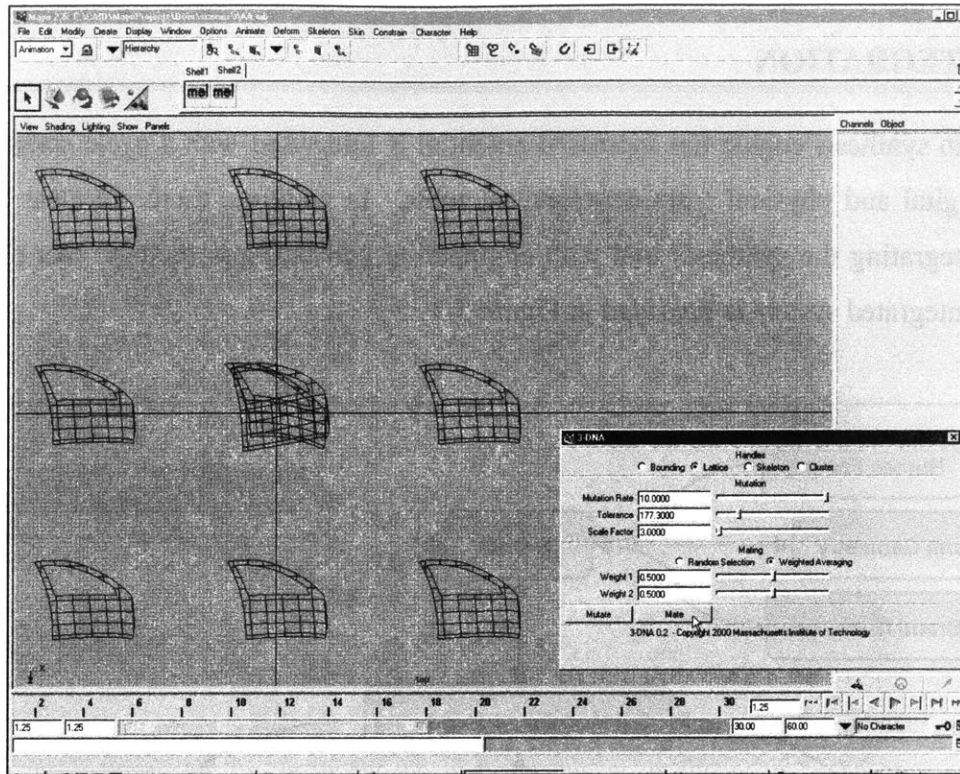 Maya 2
File Edit Modify Create Display Window Options Animate Deform Skeleton Skin Constrain Character Help
Animation Hierarchy
Shelf1 Shelf2
mel mel
View Shading Lighting Show Panels
Channels Object
3-DNA
Handles
Bounding Lattice Skeleton Cluster
Mutation
Mutation Rate 10.0000
Tolerance 177.3000
Scale Factor 3.0000
Mating
Random Selection Weighted Averaging
Weight 1 0.5000
Weight 2 0.5000
Mutate Mate
3-DNA 0.2 - Copyright 2000 Massachusetts Institute of Technology
x
top
2 4 6 8 10 12 14 16 18 20 22 24 26 28 30 1.25
1.25 1.25 30.00 60.00 No Character